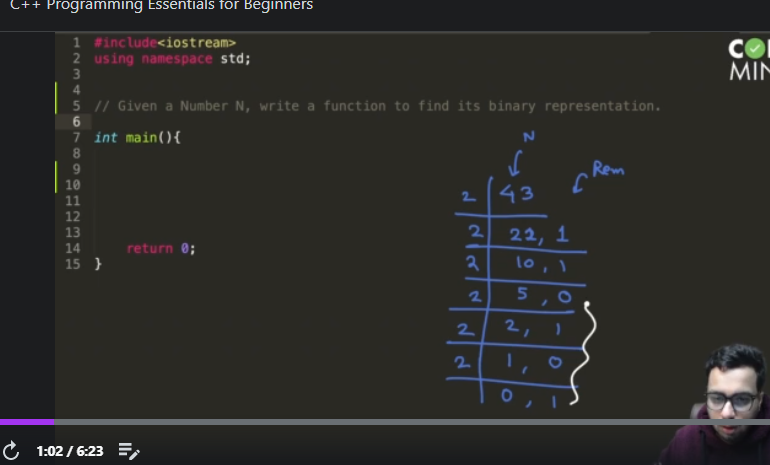 C++ Programming Essentials for Beginners
1 #include<iostream>
2 using namespace std;
3
4
5 // Given a Number N, write a function to find its binary representation.
6
7 int main(){
8
9
10
11
12
13
14 return 0;
15 }
N
Rem
2 43
2 22, 1
2 10, 1
2 5, 0
2 2, 1
2 1, 0
0, 1
1:02 / 6:23